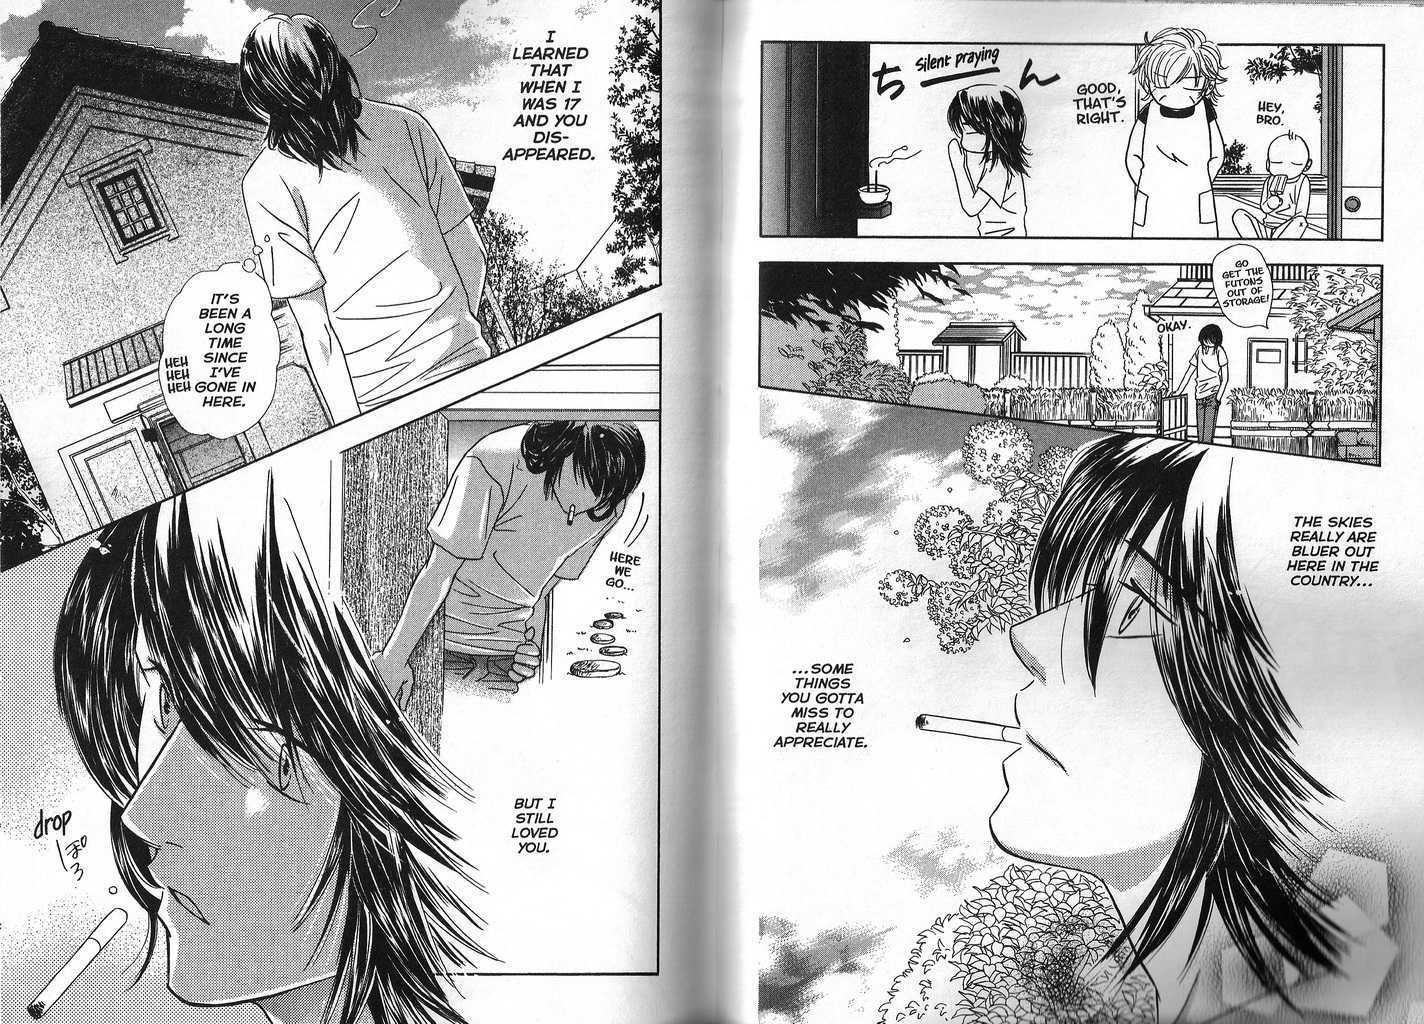 ちーん
Silent praying
GOOD,
THAT'S
RIGHT.
HEY,
BRO.
GO
GET THE
FUTONS
OUT OF
STORAGE!
OKAY.
THE SKIES
REALLY ARE
BLUER OUT
HERE IN THE
COUNTRY...
...SOME
THINGS
YOU GOTTA
MISS TO
REALLY
APPRECIATE.
I
LEARNED
THAT
WHEN I
WAS 17
AND YOU
DIS-
APPEARED.
IT'S
BEEN A
LONG
TIME
SINCE
I'VE
GONE IN
HERE.
HEH
HEH
HEH
HERE
WE
GO...
BUT I
STILL
LOVED
YOU.
drop
ぽろ